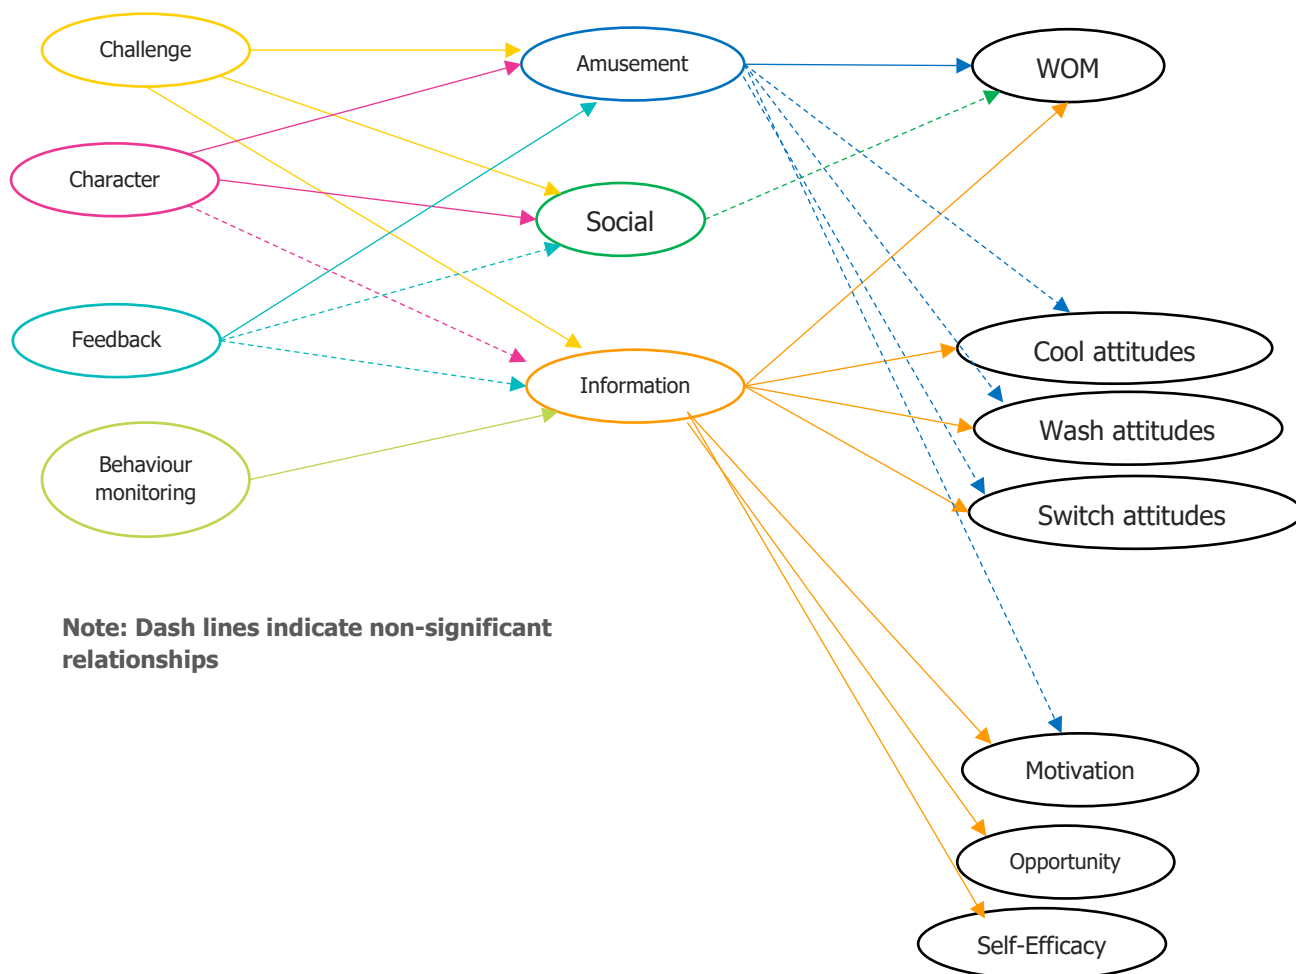 Challenge
Amusement
WOM
Character
Social
Feedback
Information
Cool attitudes
Wash attitudes
Behaviour
monitoring
Switch attitudes
Note: Dash lines indicate non-significant
relationships
Motivation
Opportunity
Self-Efficacy